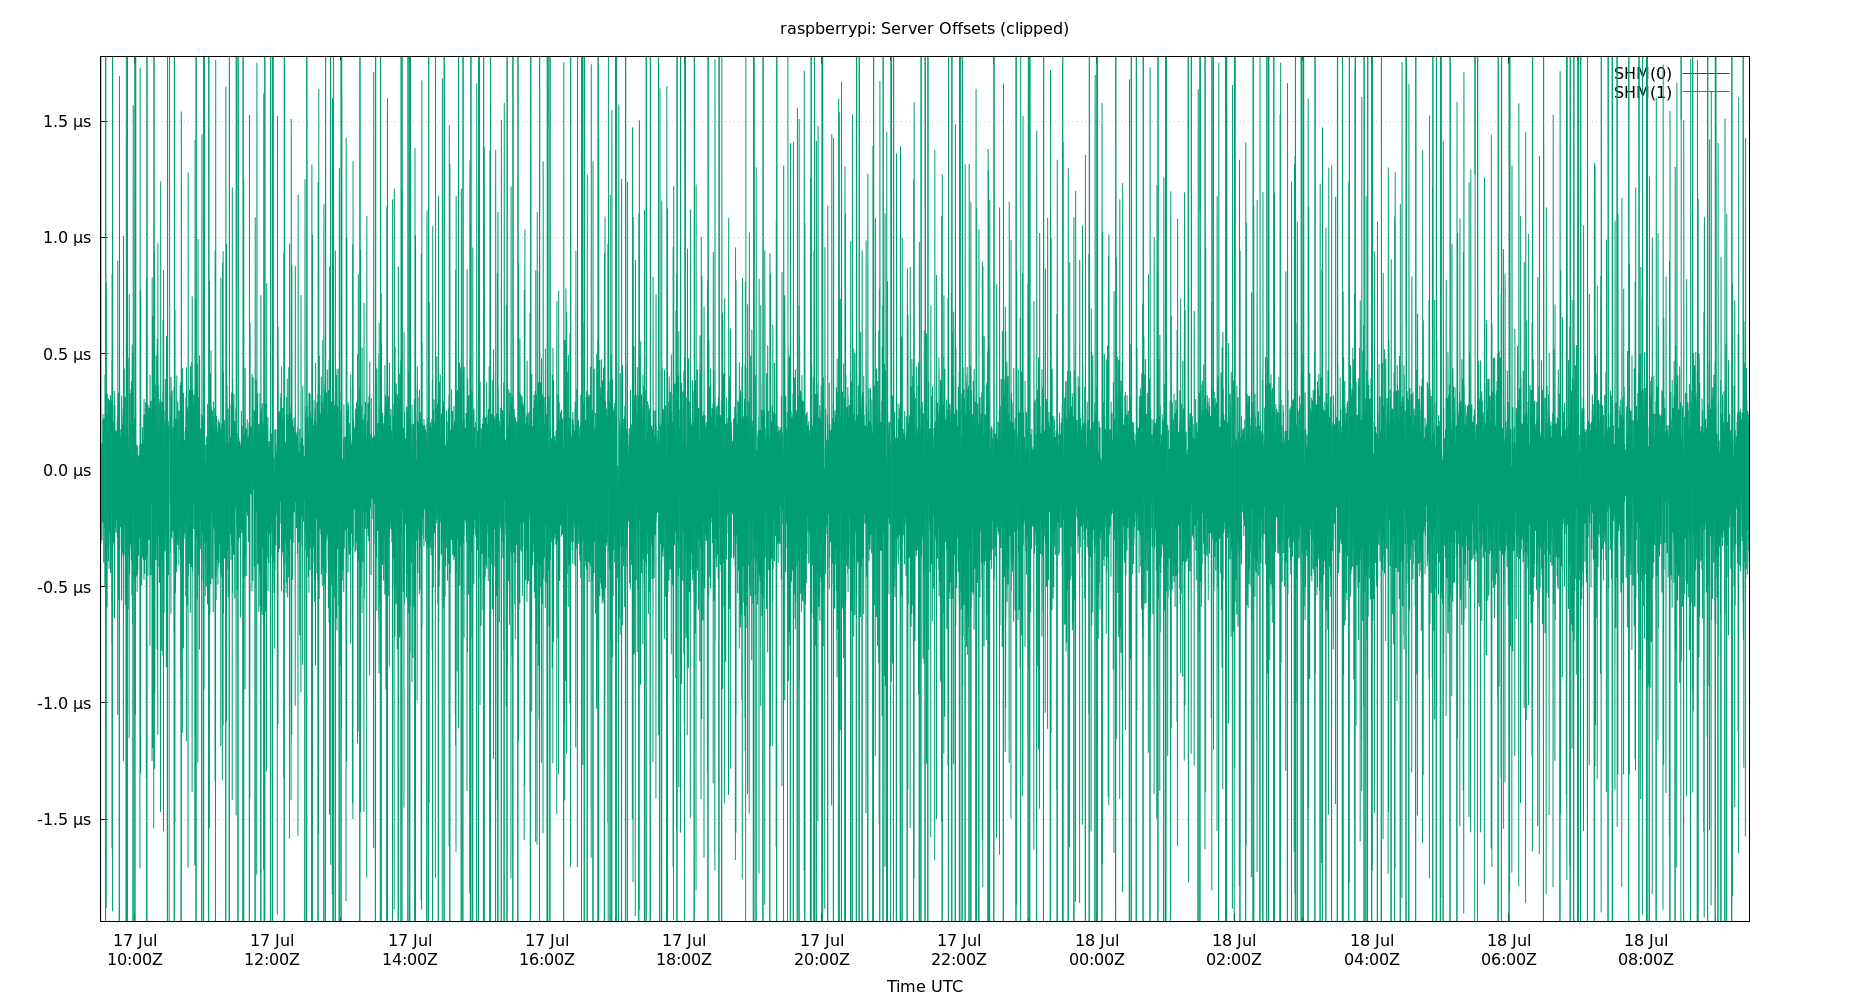 raspberrypi: Server Offsets (clipped)
SHM(0)
SHM(1)
1.5 µs
1.0 µs
0.5 µs
0.0 µs
-0.5 µs
-1.0 µs
-1.5 µs
17 Jul 17 Jul 17 Jul 17 Jul 17 Jul 17 Jul 17 Jul 18 Jul 18 Jul 18 Jul 18 Jul 18 Jul
10:00Z 12:00Z 14:00Z 16:00Z 18:00Z 20:00Z 22:00Z 00:00Z 02:00Z 04:00Z 06:00Z 08:00Z
Time UTC